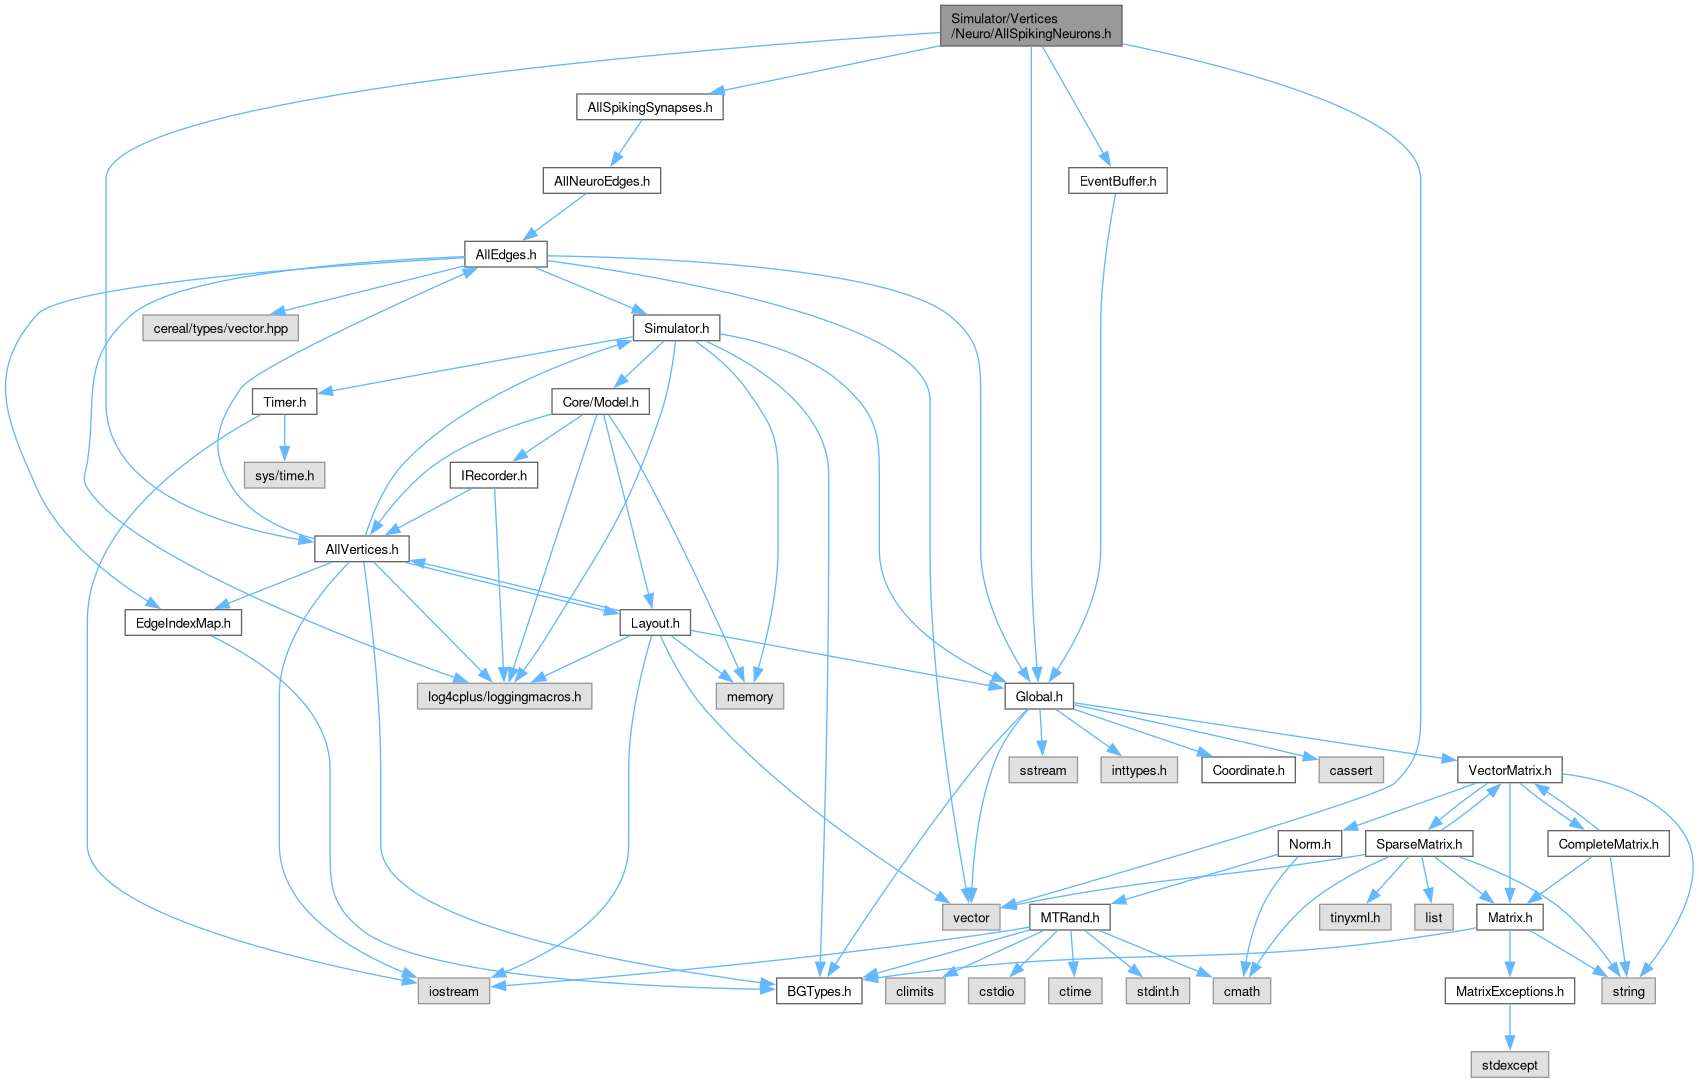 Simulator/Vertices
/Neuro/AllSpikingNeurons.h
AllSpikingSynapses.h
AllNeuroEdges.h
EventBuffer.h
AllEdges.h
cereal/types/vector.hpp
Simulator.h
Timer.h
Core/Model.h
sys/time.h
IRecorder.h
AllVertices.h
EdgeIndexMap.h
Layout.h
log4cplus/loggingmacros.h
memory
Global.h
sstream
inttypes.h
Coordinate.h
cassert
VectorMatrix.h
Norm.h
SparseMatrix.h
CompleteMatrix.h
vector
MTRand.h
tinyxml.h
list
Matrix.h
iostream
BGTypes.h
climits
cstdio
ctime
stdint.h
cmath
MatrixExceptions.h
string
stdexcept